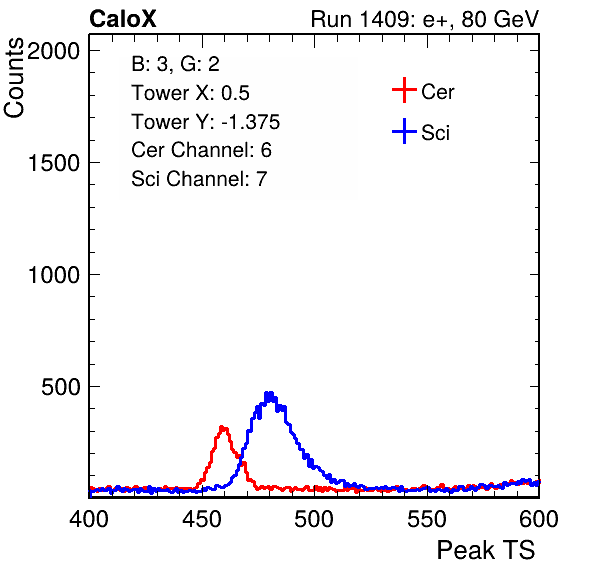 CaloX
Run 1409: e+, 80 GeV
Counts
2000
1500
1000
500
B: 3, G: 2
Tower X: 0.5
Tower Y: -1.375
Cer Channel: 6
Sci Channel: 7
Cer
Sci
400
450
500
550
600
Peak TS